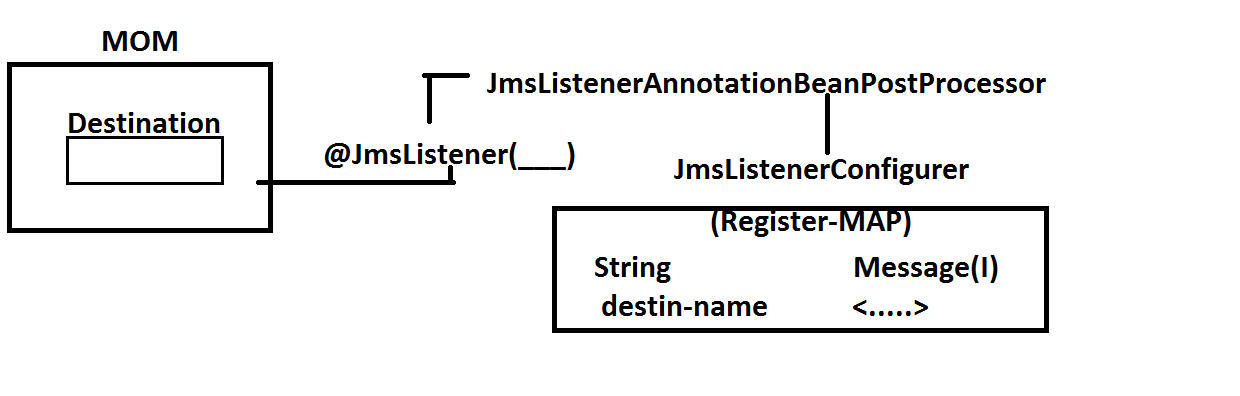 MOM
Destination
JmsListenerAnnotationBeanPostProcessor
@JmsListener(___)
JmsListenerConfigurer
(Register-MAP)
String Message(I)
destin-name <.....>